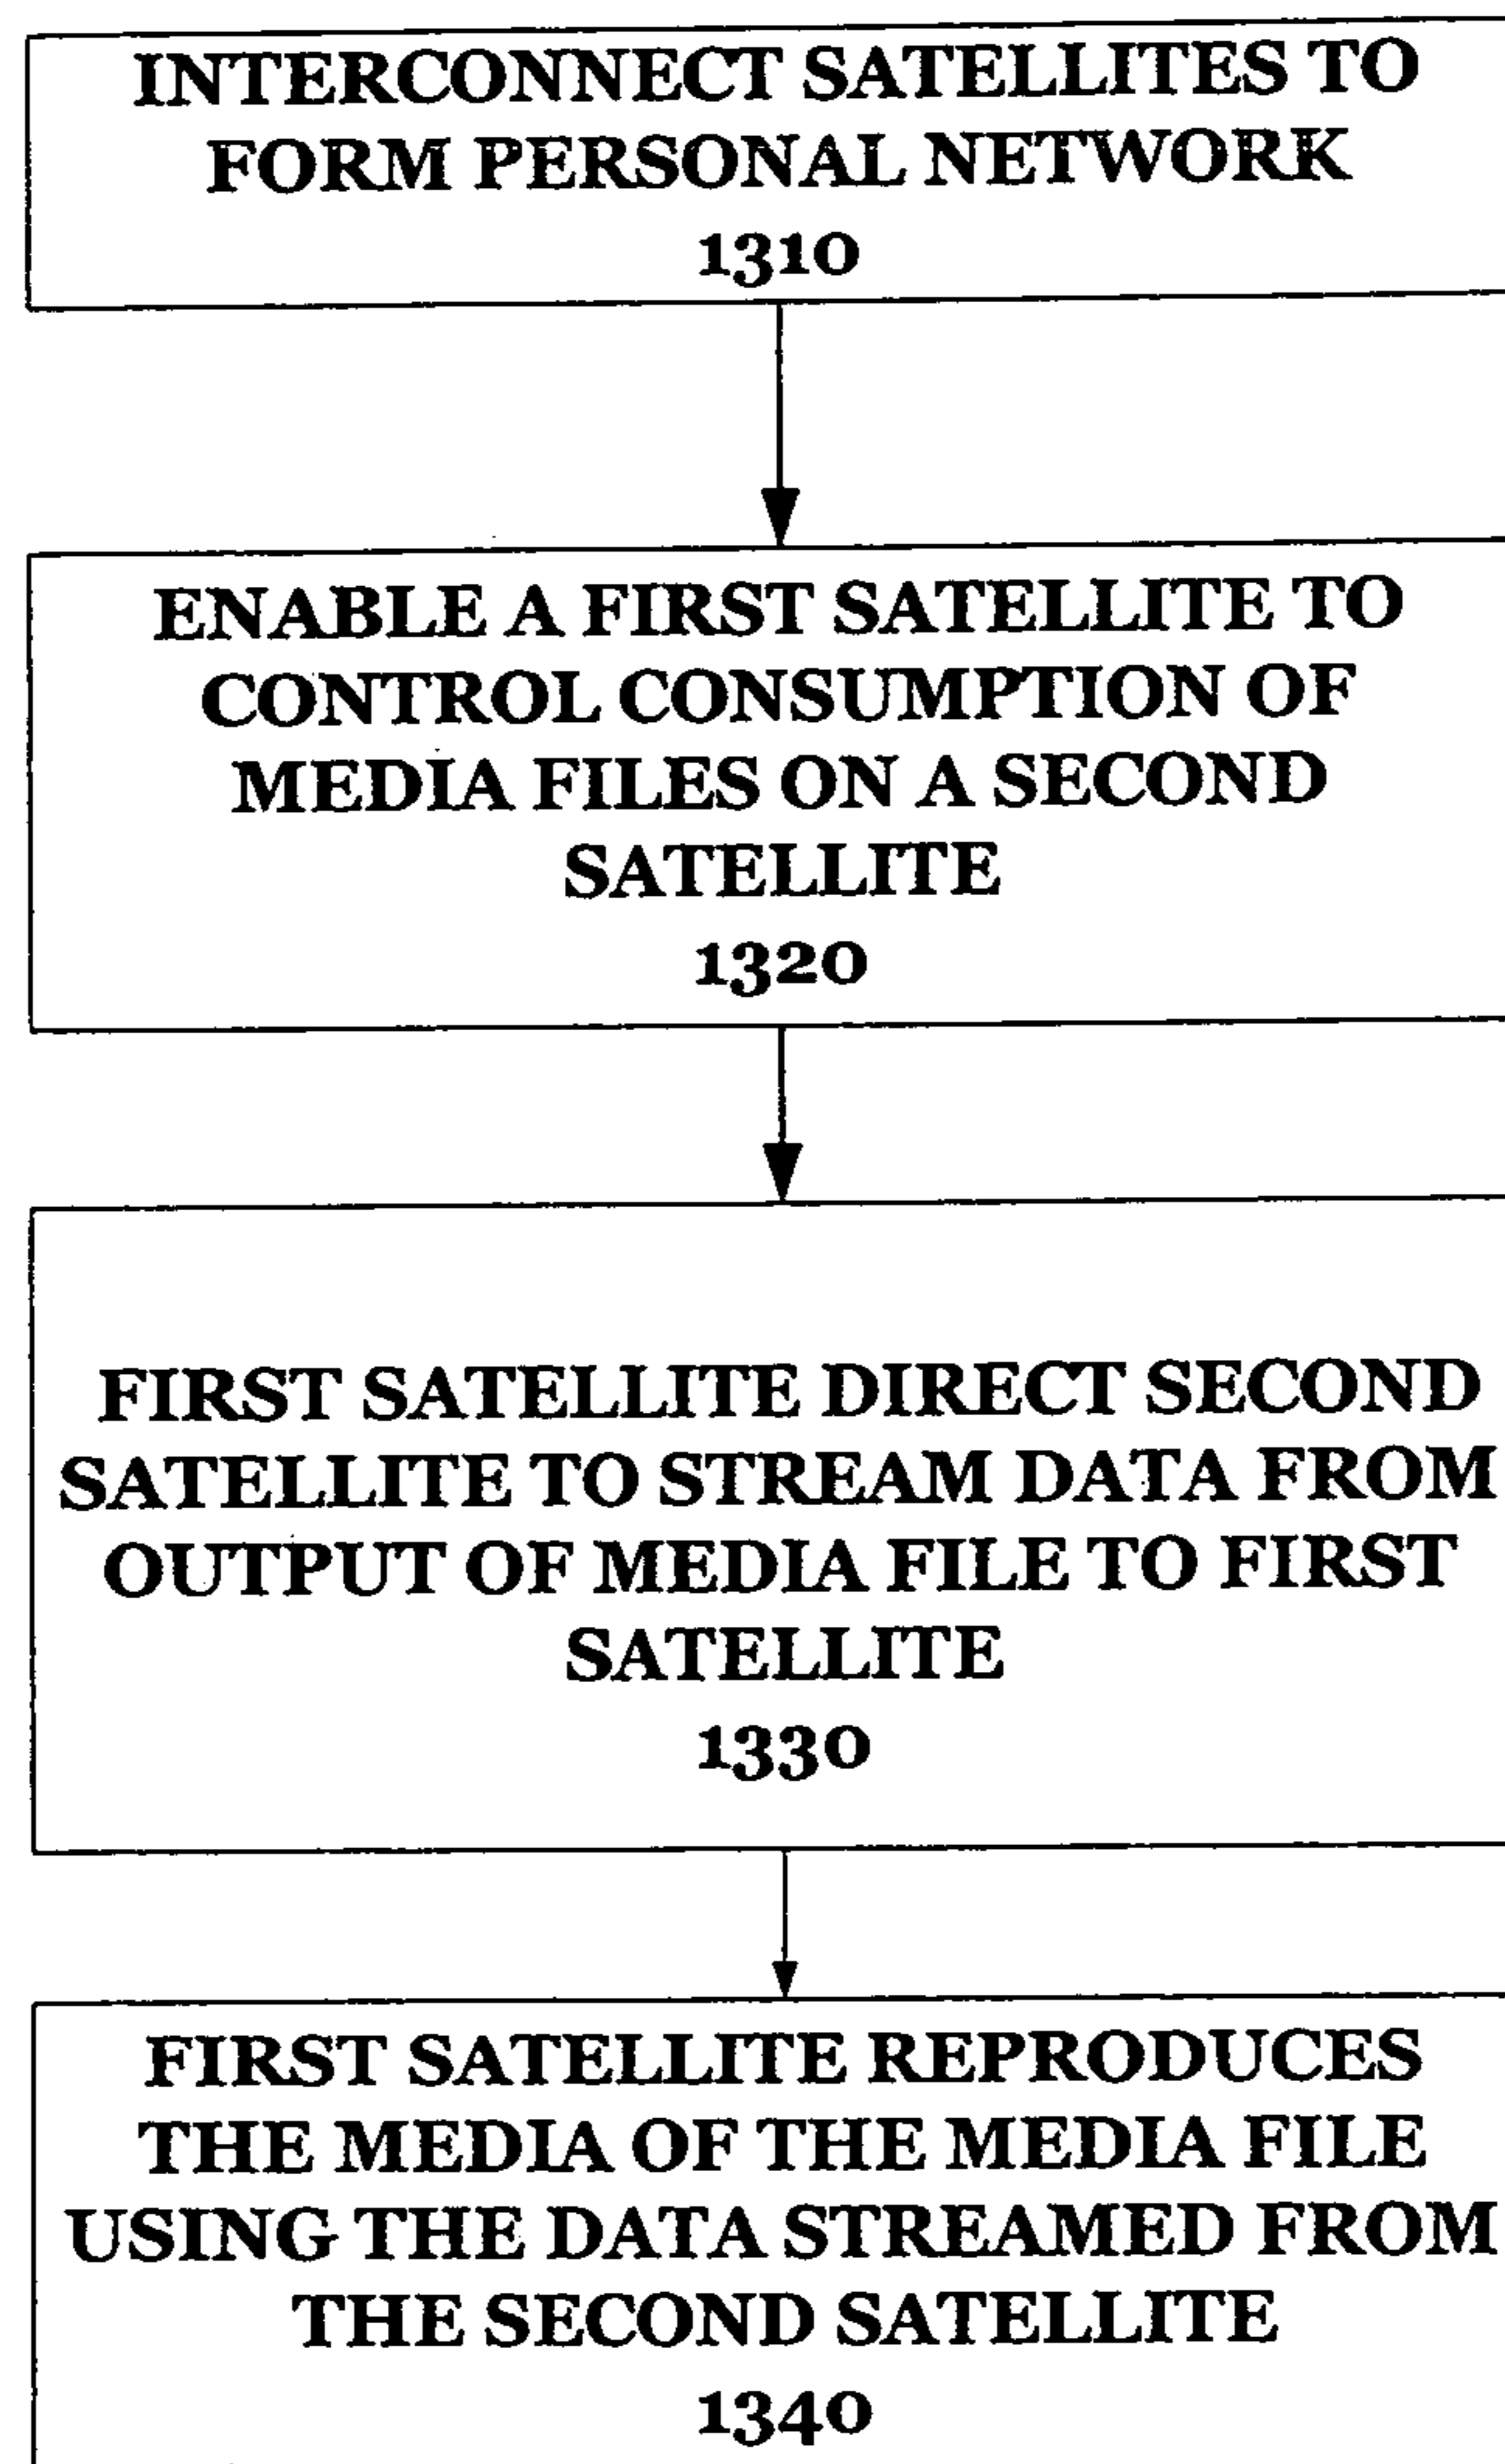 INTERCONNECT SATELLITES TO
FORM PERSONAL NETWORK
1310
ENABLE A FIRST SATELLITE TO
CONTROL CONSUMPTION OF
MEDIA FILES ON A SECOND
SATELLITE
1320
FIRST SATELLITE DIRECT SECOND
SATELLITE TO STREAM DATA FROM
OUTPUT OF MEDIA FILE TO FIRST
SATELLITE
1330
FIRST SATELLITE REPRODUCES
THE MEDIA OF THE MEDIA FILE
USING THE DATA STREAMED FROM
THE SECOND SATELLITE
1340